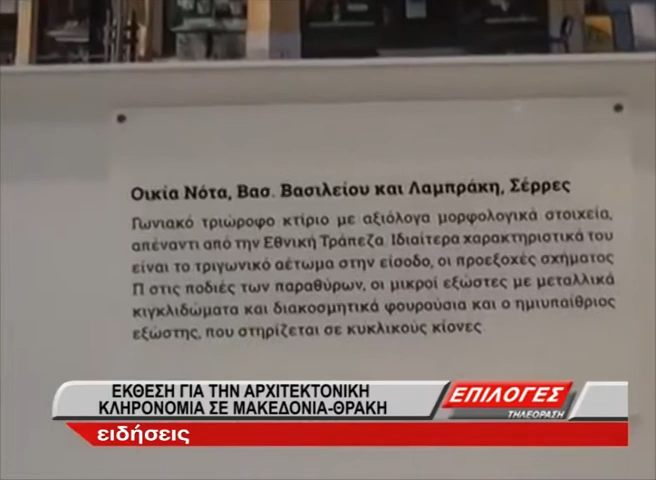 Οικία Νότα, Βασ. Βασιλείου και Λαμπράκη, Σέρρες
Γωνιακό τριώροφο κτίριο με αξιόλογα μορφολογικά στοιχεία,
απέναντι από την Εθνική Τράπεζα. Ιδιαίτερα χαρακτηριστικά του
είναι το τριγωνικό αέτωμα στην είσοδο, οι προεξοχές σχήματος
Π στις ποδιές των παραθύρων, οι μικροί εξώστες με μεταλλικά
κιγκλιδώματα και διακοσμητικά φουρούσια και ο ημιυπαίθριος
εξώστης, που στηρίζεται σε κυκλικούς κίονες
ΕΚΘΕΣΗ ΓΙΑ ΤΗΝ ΑΡΧΙΤΕΚΤΟΝΙΚΗ
ΚΛΗΡΟΝΟΜΙΑ ΣΕ ΜΑΚΕΔΟΝΙΑ-ΘΡΑΚΗ
ΕΠΙΛΟΓΕΣ
ΤΗΛΕΟΡΑΣΗ
ειδήσεις